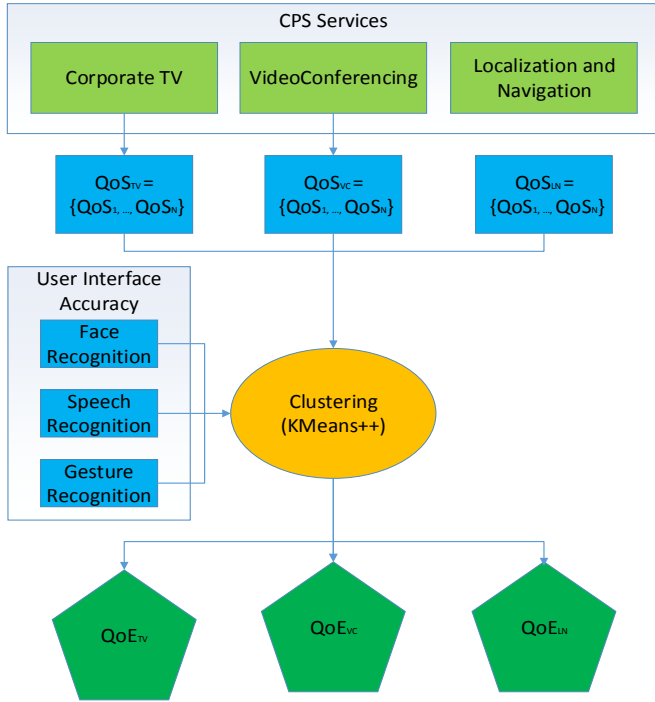 CPS Services
Corporate TV
VideoConferencing
Localization and
Navigation
QoSTV =
{QoS1, ..., QoSN}
QoSVC =
{QoS1, ..., QoSN}
QoSLN =
{QoS1, ..., QoSN}
User Interface
Accuracy
Face
Recognition
Speech
Recognition
Gesture
Recognition
Clustering
(KMeans++)
QoETV
QoEVC
QoELN